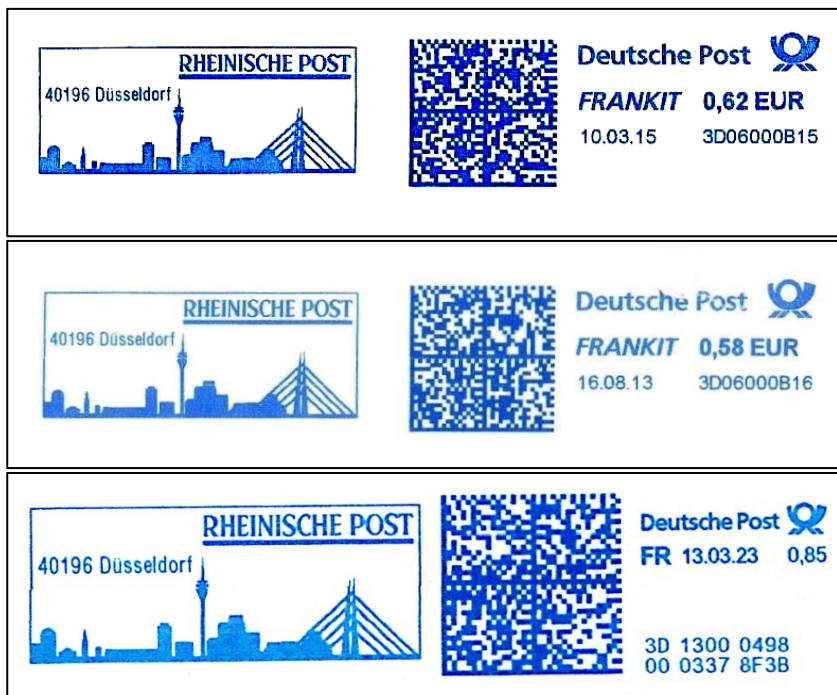 RHEINISCHE POST
40196 Düsseldorf
Deutsche Post
FRANKIT 0,62 EUR
10.03.15 3D06000B15
RHEINISCHE POST
40196 Düsseldorf
Deutsche Post
FRANKIT 0,58 EUR
16.08.13 3D06000B16
RHEINISCHE POST
40196 Düsseldorf
Deutsche Post
FR 13.03.23 0,85
3D 1300 0498
00 0337 8F3B